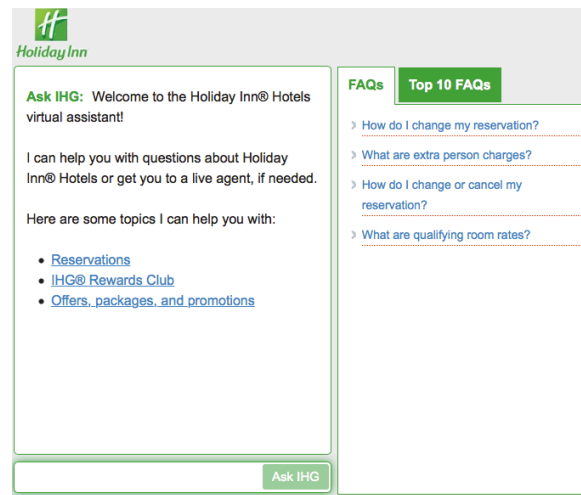 Holiday Inn
Ask IHG: Welcome to the Holiday Inn® Hotels
virtual assistant!
I can help you with questions about Holiday
Inn® Hotels or get you to a live agent, if needed.
Here are some topics I can help you with:
Reservations
IHG® Rewards Club
Offers, packages, and promotions
Ask IHG
FAQs
Top 10 FAQs
How do I change my reservation?
What are extra person charges?
How do I change or cancel my
reservation?
What are qualifying room rates?